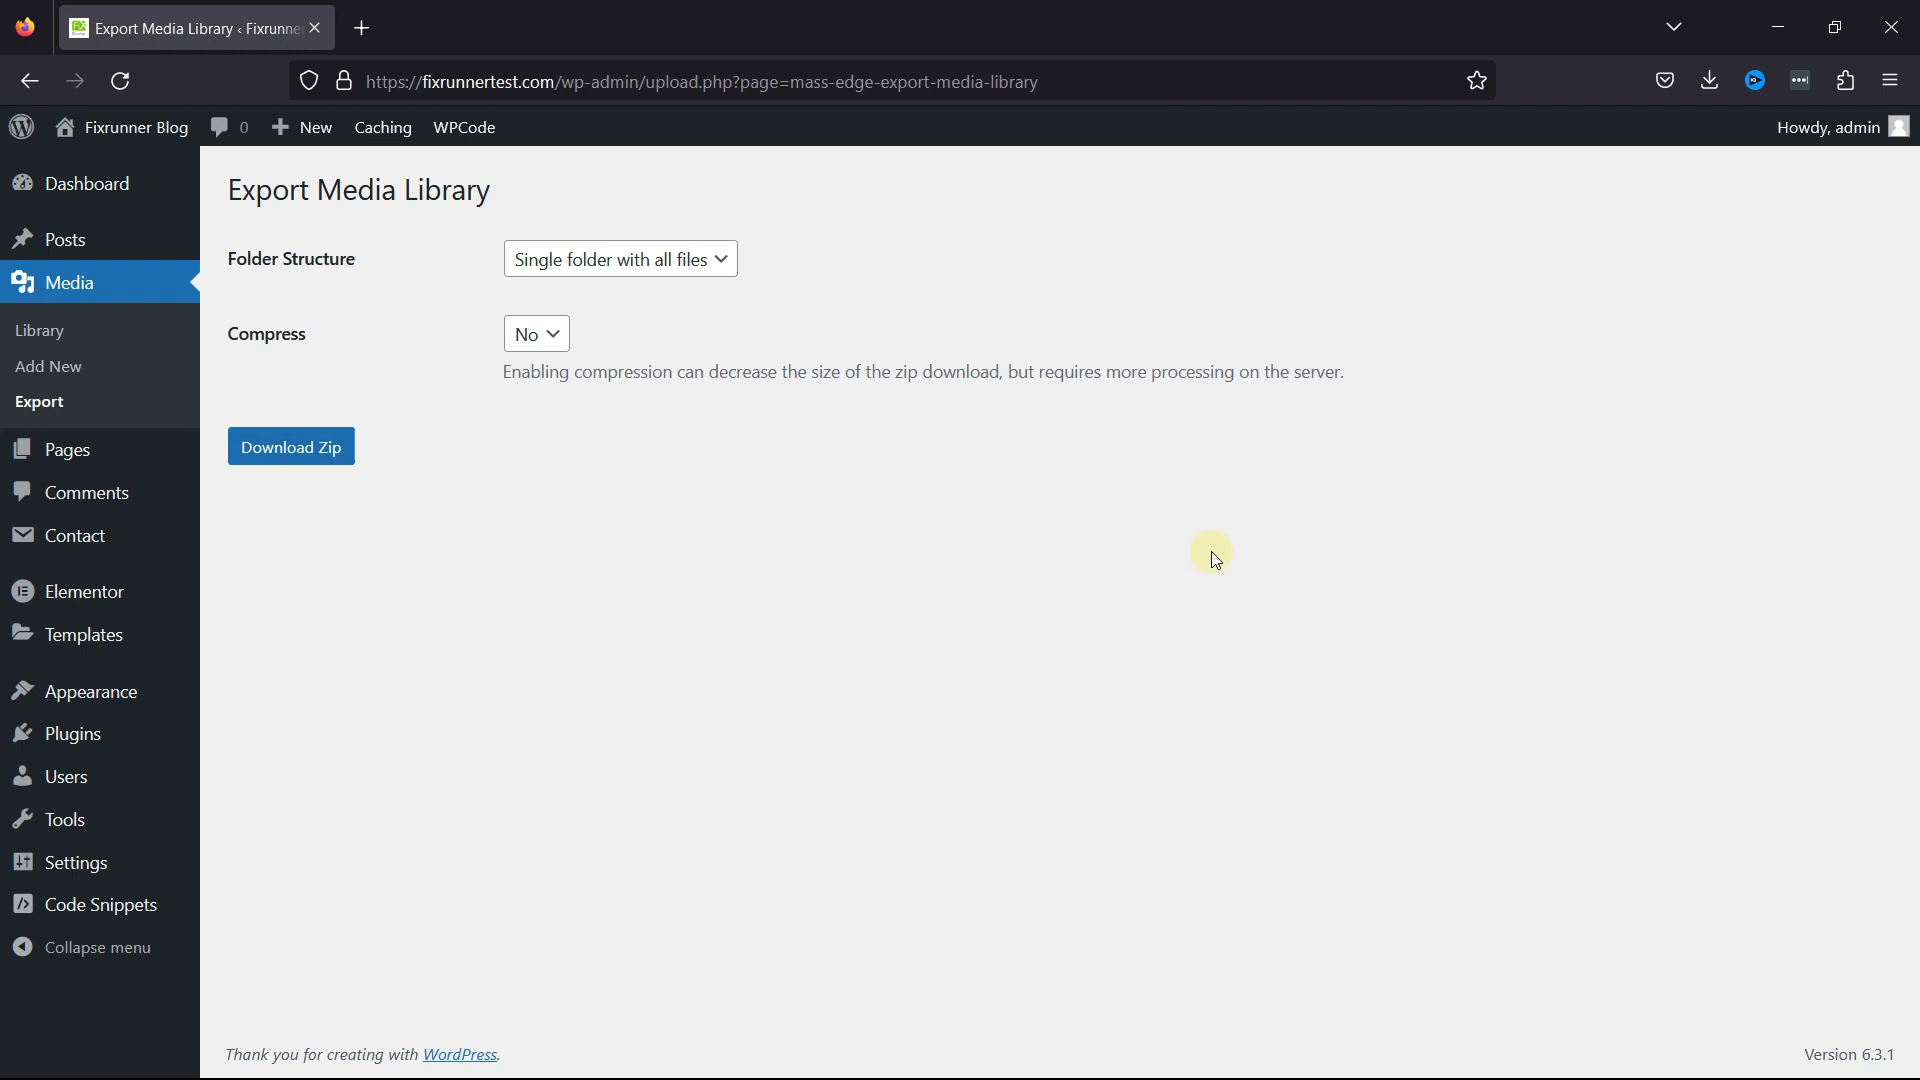 Export Media Library ‹ Fixrunne
https://fixrunnertest.com/wp-admin/upload.php?page=mass-edge-export-media-library
Fixrunner Blog 0 New Caching WPCode Howdy, admin
Dashboard
Posts
Media
Library
Add New
Export
Pages
Comments
Contact
Elementor
Templates
Appearance
Plugins
Users
Tools
Settings
Code Snippets
Collapse menu
Export Media Library
Folder Structure Single folder with all files
Compress No
Enabling compression can decrease the size of the zip download, but requires more processing on the server.
Download Zip
Thank you for creating with WordPress. Version 6.3.1